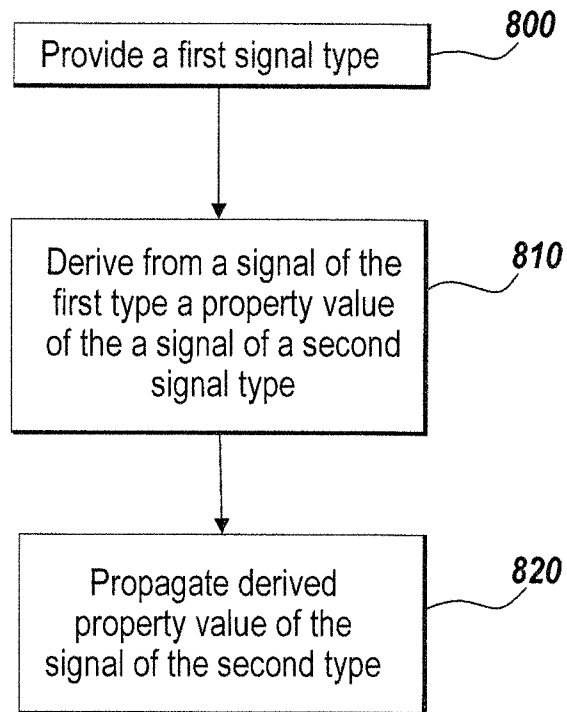 800
Provide a first signal type
810
Derive from a signal of the
first type a property value
of the a signal of a second
signal type
820
Propagate derived
property value of the
signal of the second type